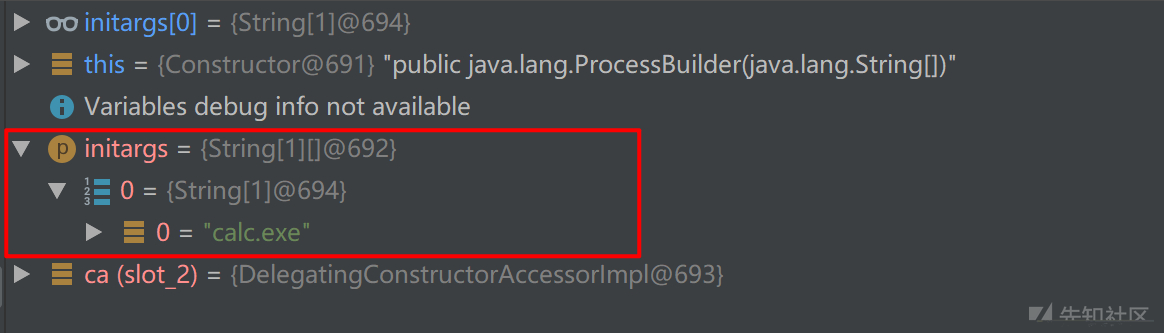 initargs[0] = {String[1]@694}
this = {Constructor@691} "public java.lang.ProcessBuilder(java.lang.String[])"
Variables debug info not available
initargs = {String[1][]@692}
0 = {String[1]@694}
0 = "calc.exe"
ca (slot_2) = {DelegatingConstructorAccessorImpl@693}
先知社区